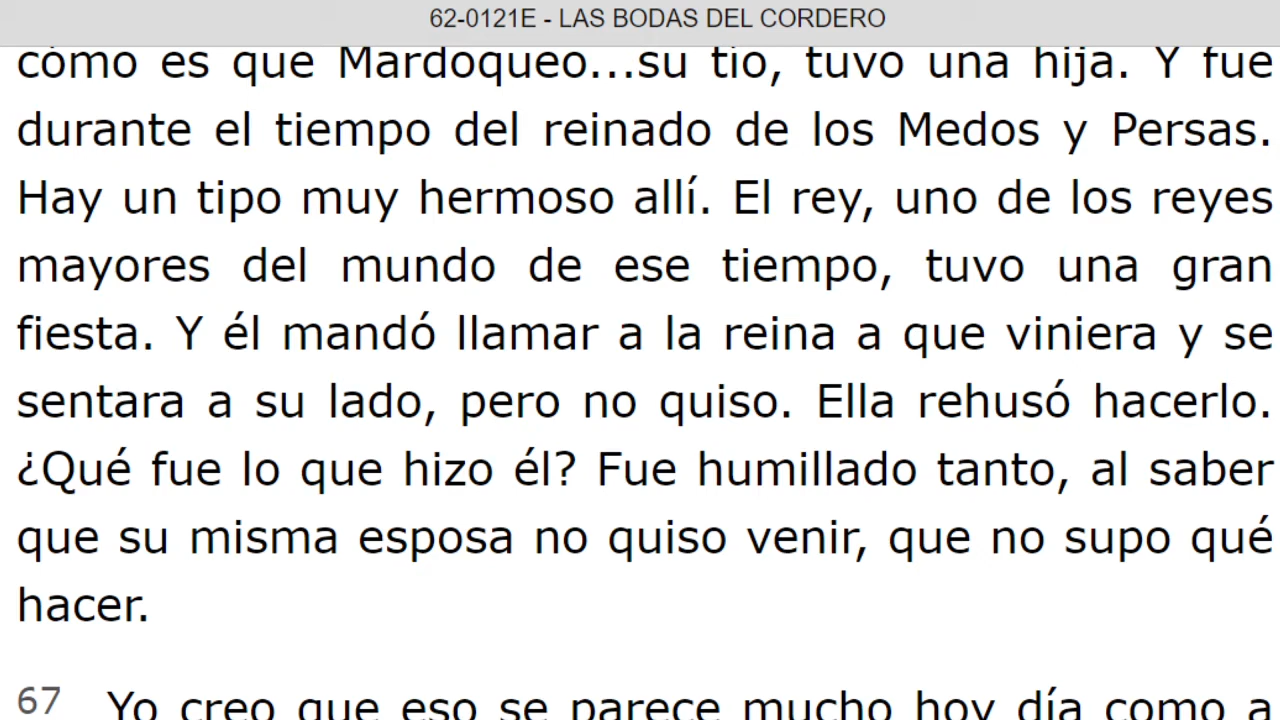 62-0121E - LAS BODAS DEL CORDERO
cómo es que Mardoqueo...su tío, tuvo una hija. Y fue
durante el tiempo del reinado de los Medos y Persas.
Hay un tipo muy hermoso allí. El rey, uno de los reyes
mayores del mundo de ese tiempo, tuvo una gran
fiesta. Y él mandó llamar a la reina a que viniera y se
sentara a su lado, pero no quiso. Ella rehusó hacerlo.
¿Qué fue lo que hizo él? Fue humillado tanto, al saber
que su misma esposa no quiso venir, que no supo qué
hacer.
67 Yo creo que eso se parece mucho hoy día como a